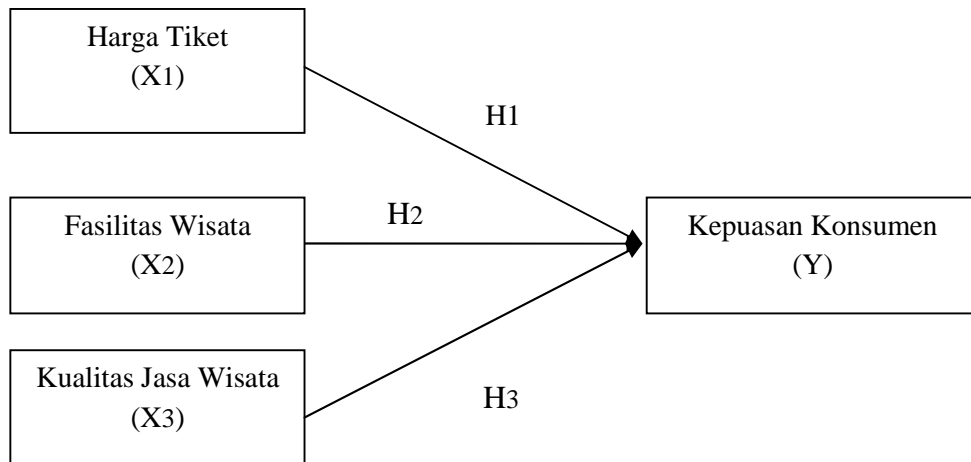 Harga Tiket
(X1)
H1
Fasilitas Wisata
(X2)
H2
Kepuasan Konsumen
(Y)
Kualitas Jasa Wisata
(X3)
H3